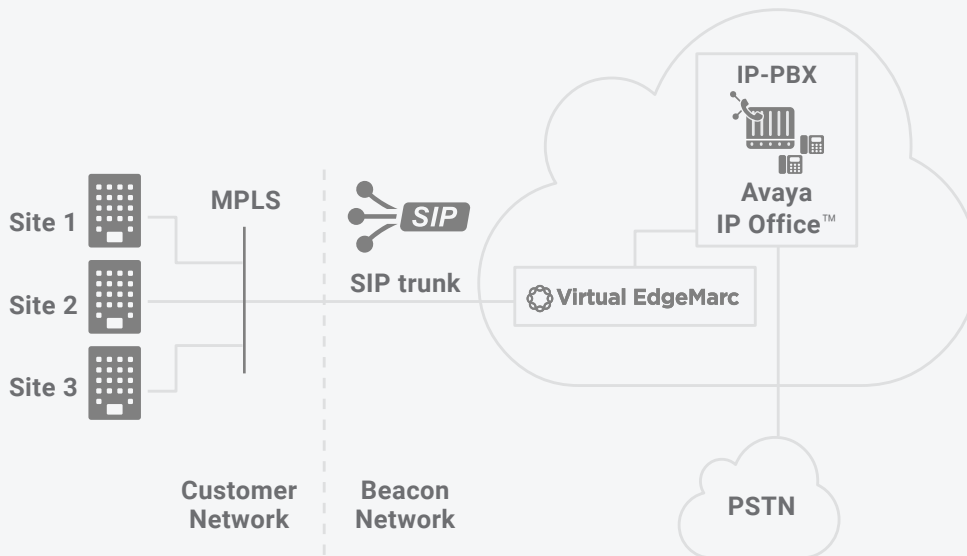 IP-PBX
Avaya
IP Office™
MPLS
SIP
Site 1
SIP trunk
Virtual EdgeMarc
Site 2
Site 3
Customer
Network
Beacon
Network
PSTN